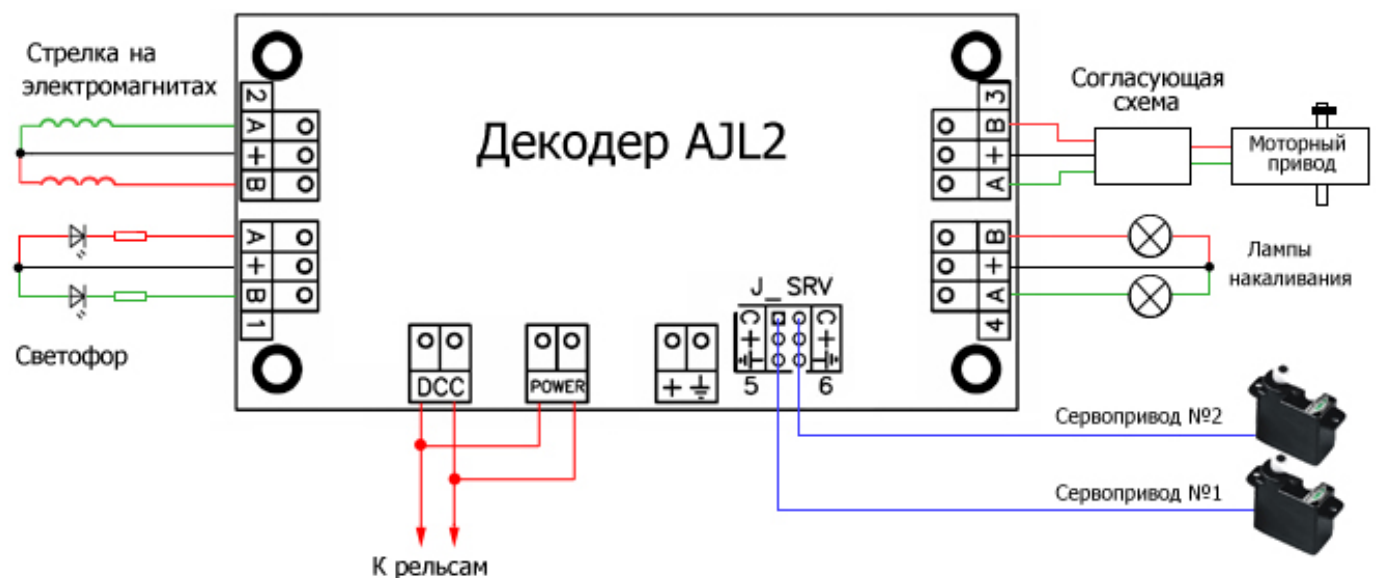 Стрелка на
электромагнитах
2
A
+
B
A
+
B
1
Светофор
Декодер AJL2
3
B
+
A
B
+
A
4
Согласующая
схема
Моторный
привод
Лампы
накаливания
J_SRV
C
+
C
+
5
6
DCC
POWER
+
Сервопривод №2
Сервопривод №1
К рельсам